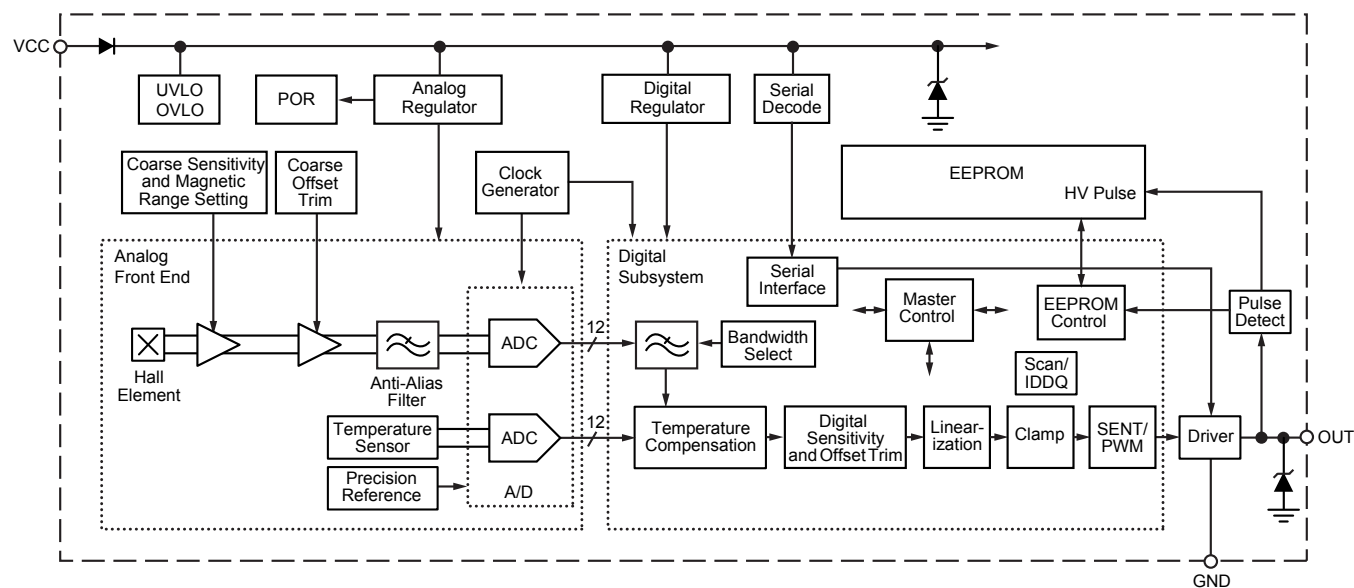 VCC
UVLO
OVLO
POR
Analog
Regulator
Digital
Regulator
Serial
Decode
Coarse Sensitivity
and Magnetic
Range Setting
Coarse
Offset
Trim
Clock
Generator
EEPROM
HV Pulse
Analog
Front End
Digital
Subsystem
Serial
Interface
Master
Control
EEPROM
Control
Pulse
Detect
Hall
Element
Anti-Alias
Filter
ADC
12
Bandwidth
Select
Scan/
IDDQ
Temperature
Sensor
ADC
12
Temperature
Compensation
Digital
Sensitivity
and Offset Trim
Linear-
ization
Clamp
SENT/
PWM
Driver
OUT
Precision
Reference
A/D
GND